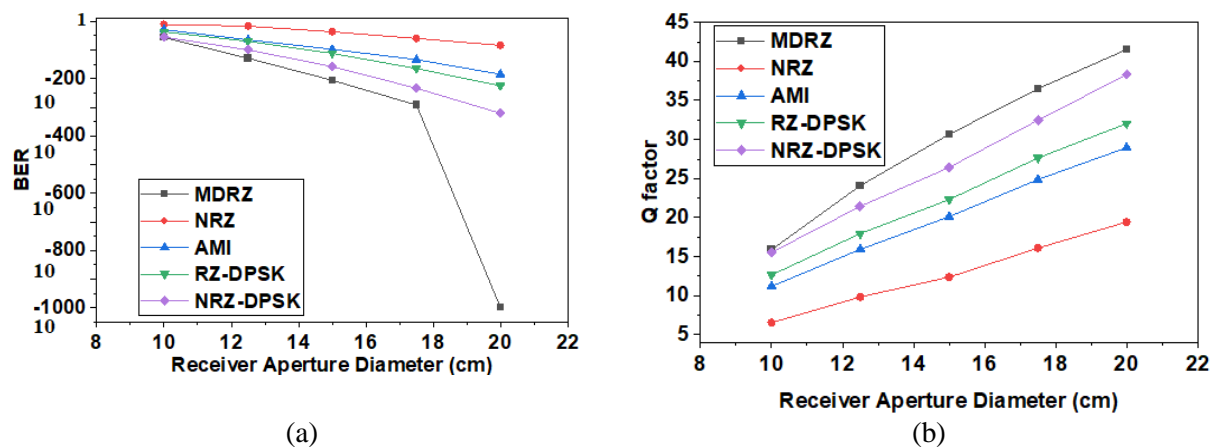 1
-200
10
-400
10
-600
10
-800
10
-1000
10
BER
MDRZ
NRZ
AMI
RZ-DPSK
NRZ-DPSK
8 10 12 14 16 18 20 22
Receiver Aperture Diameter (cm)
(a)
45
40
35
30
25
20
15
10
5
Q factor
MDRZ
NRZ
AMI
RZ-DPSK
NRZ-DPSK
8 10 12 14 16 18 20 22
Receiver Aperture Diameter (cm)
(b)